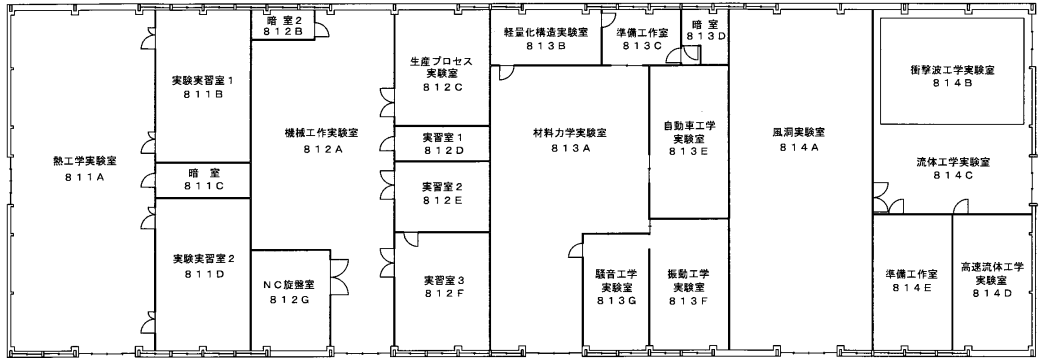 熱工学実験室
811A
実験実習室1
811B
暗 室
811C
実験実習室2
811D
暗 室2
812B
機械工作実験室
812A
NC旋盤室
812G
生産プロセス
実験室
812C
実習室1
812D
実習室2
812E
実習室3
812F
軽量化構造実験室
813B
準備工作室
813C
暗 室
813D
材料力学実験室
813A
自動車工学
実験室
813E
騒音工学
実験室
813G
振動工学
実験室
813F
風洞実験室
814A
衝撃波工学実験室
814B
流体工学実験室
814C
準備工作室
814E
高速流体工学
実験室
814D